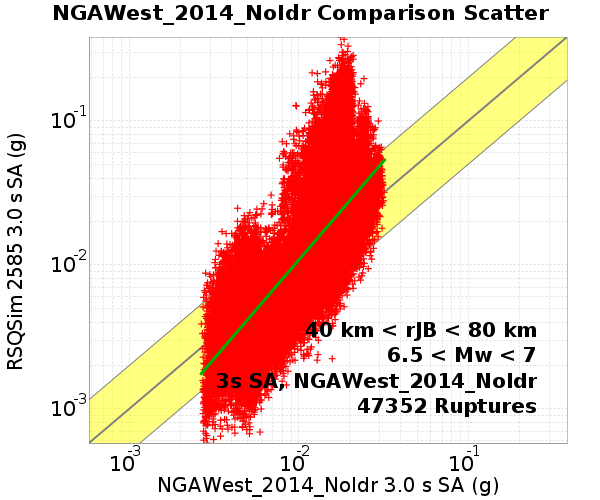 NGAWest_2014_NoIdr Comparison Scatter
RSQSim 2585 3.0 s SA (g)
10-1
10-2
10-3
40 km < rJB < 80 km
6.5 < Mw < 7
3s SA, NGAWest_2014_NoIdr
47352 Ruptures
10-3 10-2 10-1
NGAWest_2014_NoIdr 3.0 s SA (g)